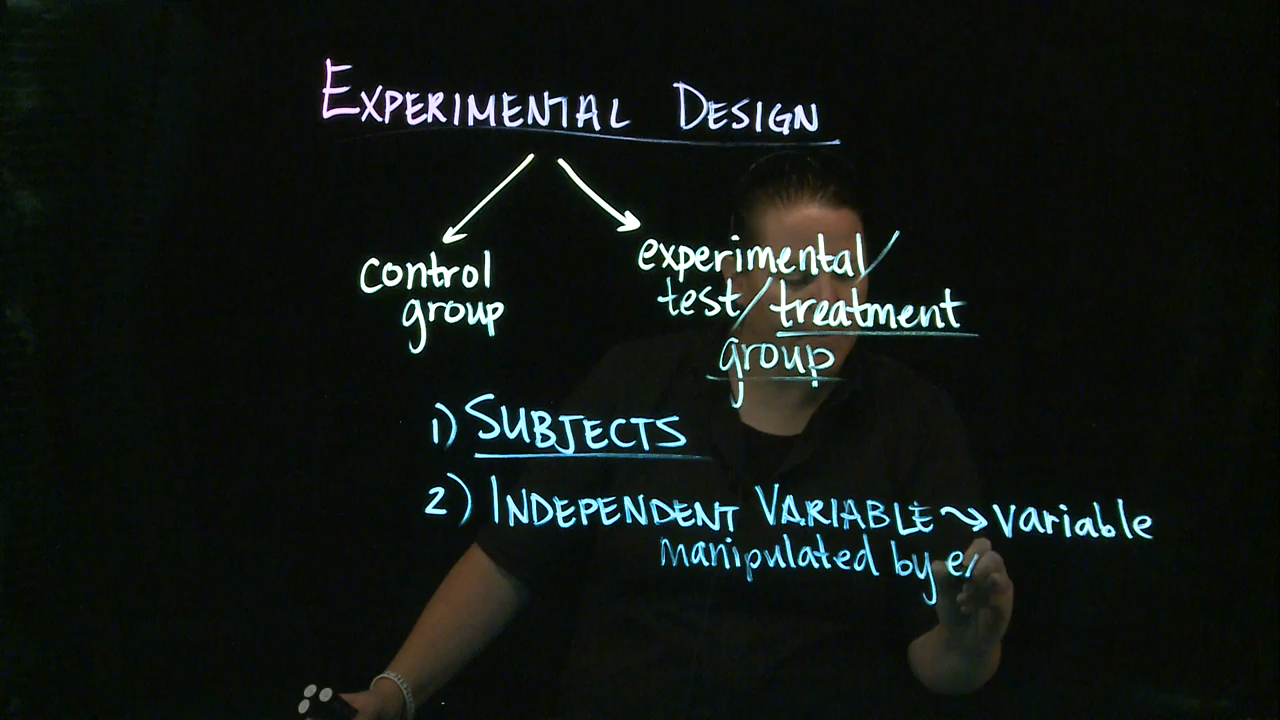 EXPERIMENTAL DESIGN
control
group
experimental/
test/treatment
group
1) SUBJECTS
2) INDEPENDENT VARIABLE → variable
manipulated by